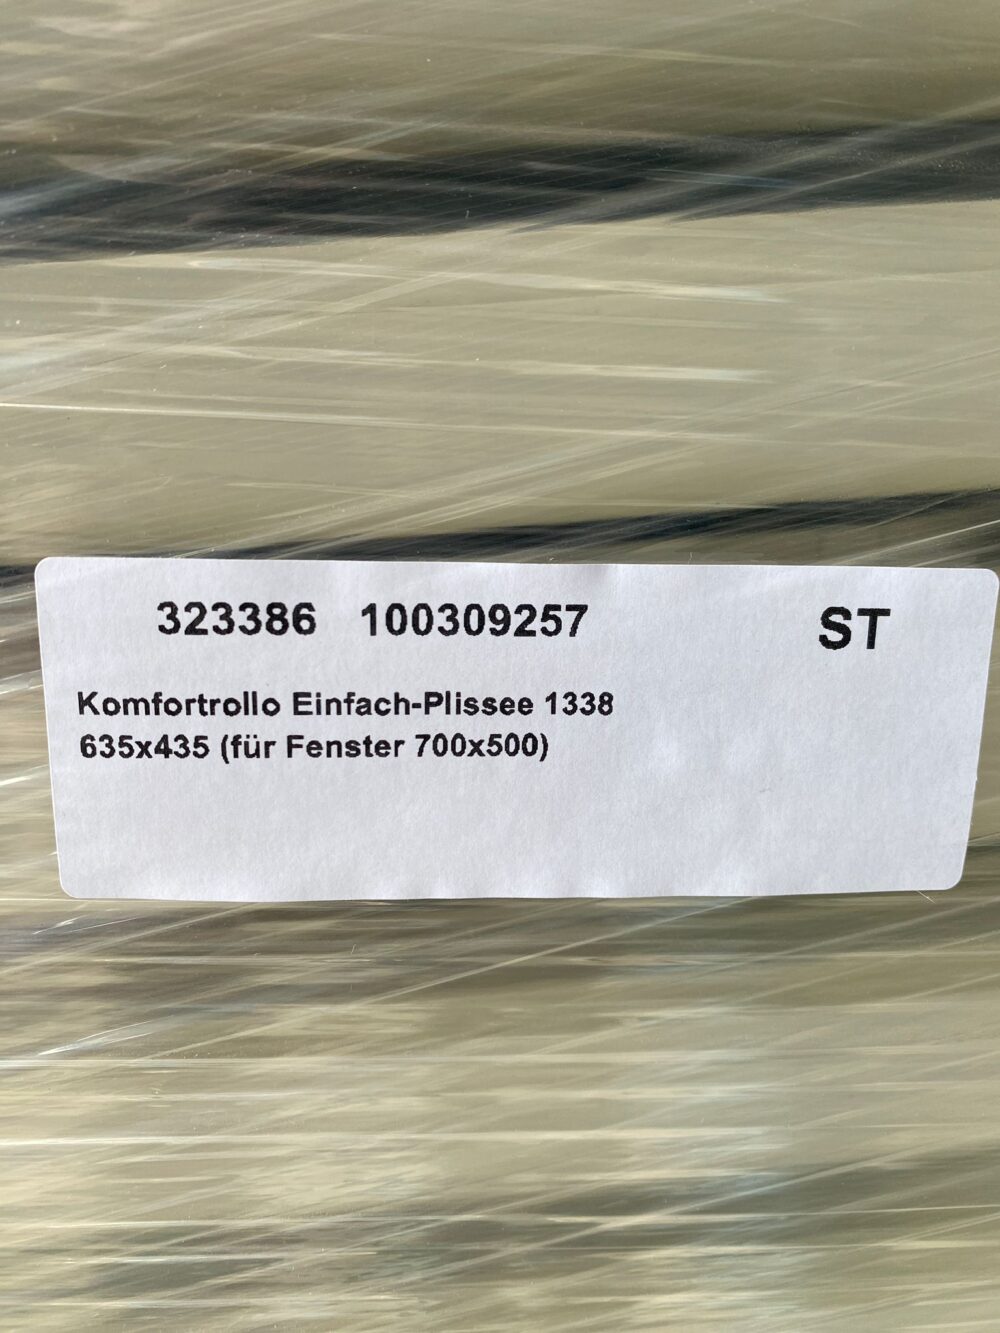 323386 100309257 ST
Komfortrollo Einfach-Plissee 1338
635x435 (für Fenster 700x500)